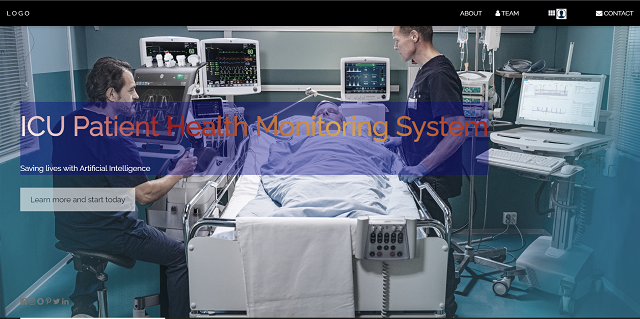 LOGO
ABOUT
TEAM
CONTACT
ICU Patient Health Monitoring System
Saving lives with Artificial Intelligence
Learn more and start today